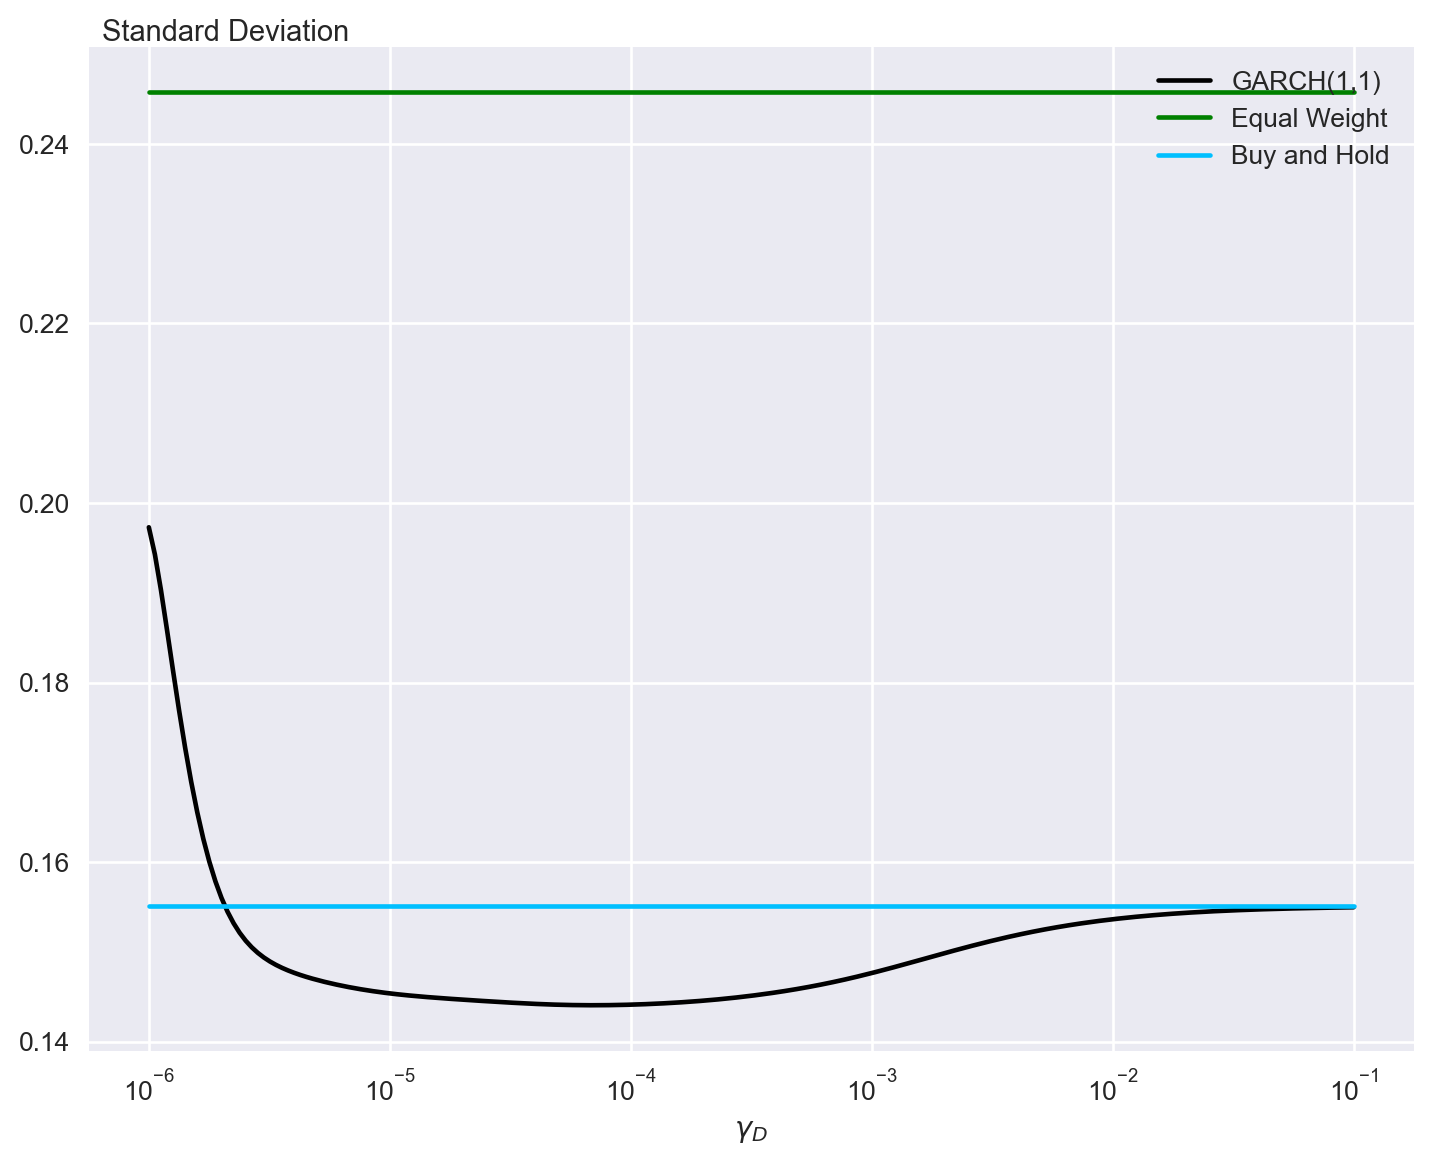 Standard Deviation
GARCH(1,1)
Equal Weight
Buy and Hold
0.24
0.22
0.20
0.18
0.16
0.14
10⁻⁶ 10⁻⁵ 10⁻⁴ 10⁻³ 10⁻² 10⁻¹
γ_D